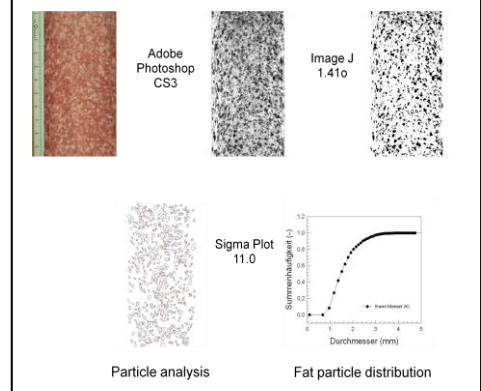 Adobe
Photoshop
CS3
Image J
1.41o
Sigma Plot
11.0
Summenhäufigkeit (-)
1,2
1,0
0,8
0,6
0,4
0,2
0,0
0 1 2 3 4 5
Durchmesser (mm)
Particle analysis
Fat particle distribution